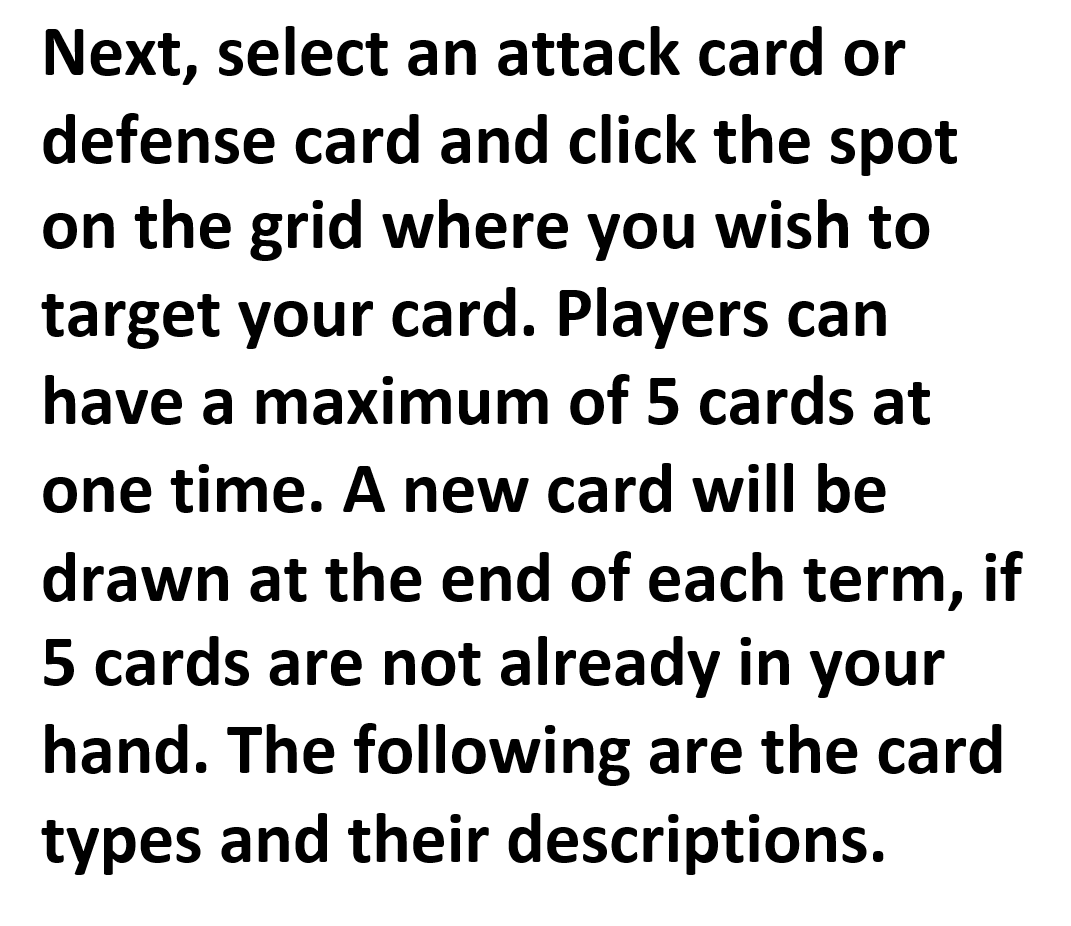 Next, select an attack card or
defense card and click the spot
on the grid where you wish to
target your card. Players can
have a maximum of 5 cards at
one time. A new card will be
drawn at the end of each term, if
5 cards are not already in your
hand. The following are the card
types and their descriptions.